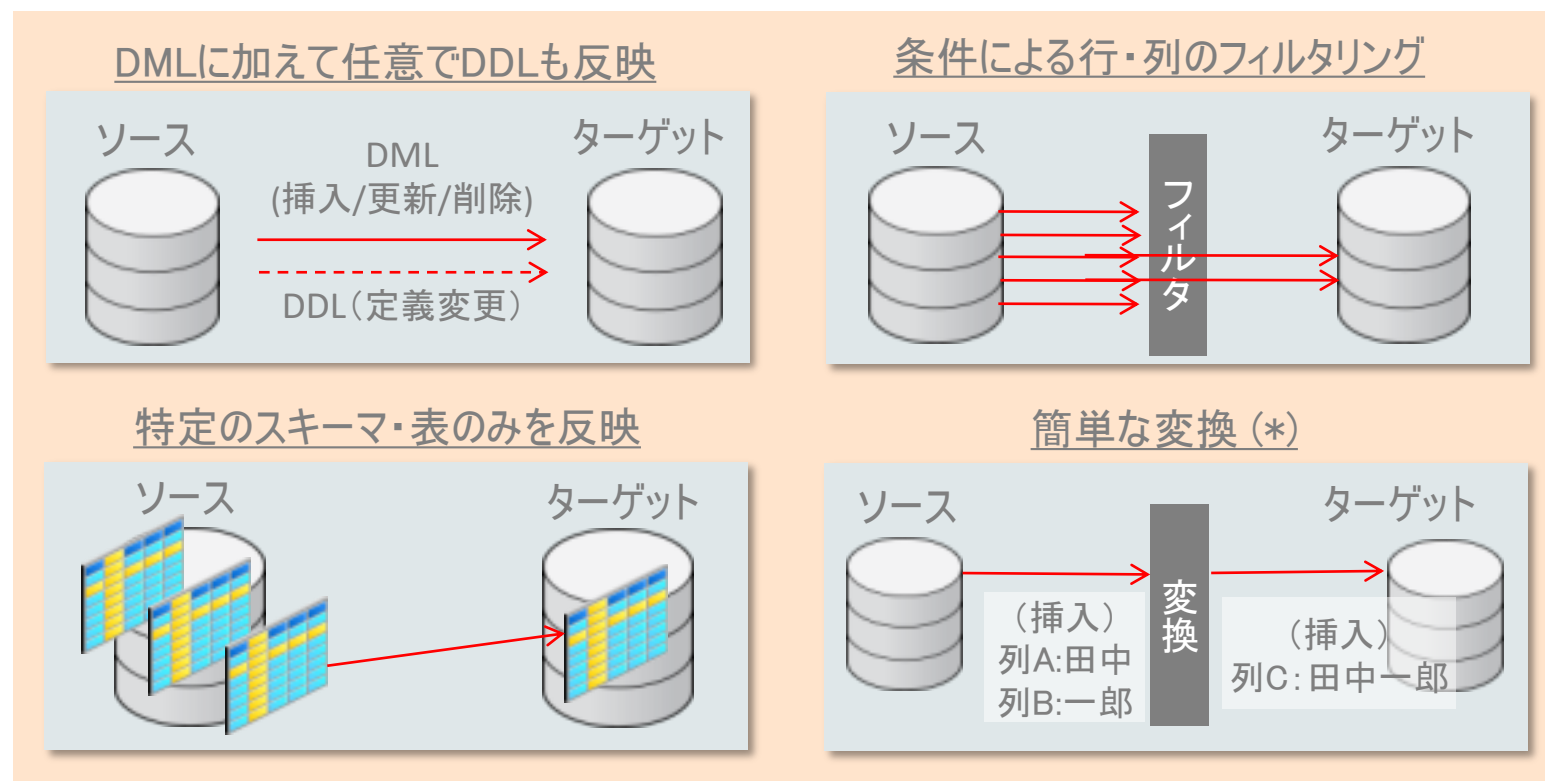 DMLに加えて任意でDDLも反映
ソース
ターゲット
DML
(挿入/更新/削除)
DDL(定義変更)
条件による行・列のフィルタリング
ソース
ターゲット
フィルタ
特定のスキーマ・表のみを反映
ソース
ターゲット
簡単な変換 (*)
ソース
ターゲット
変換
(挿入)
列A:田中
列B:一郎
(挿入)
列C:田中一郎